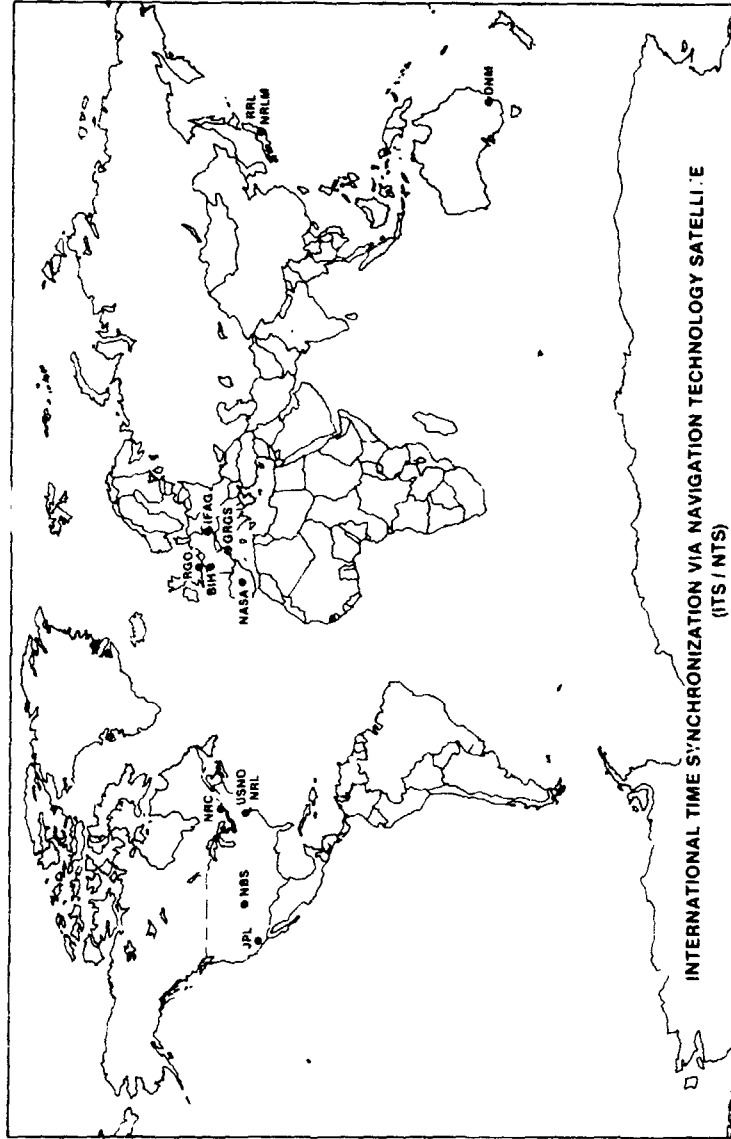 RGO
BIH
IFAG
GRGS
NASA
NRC
USNO
NRL
NBS
JPL
RRL
NRLM
DNM
INTERNATIONAL TIME SYNCHRONIZATION VIA NAVIGATION TECHNOLOGY
(ITS / NTS)